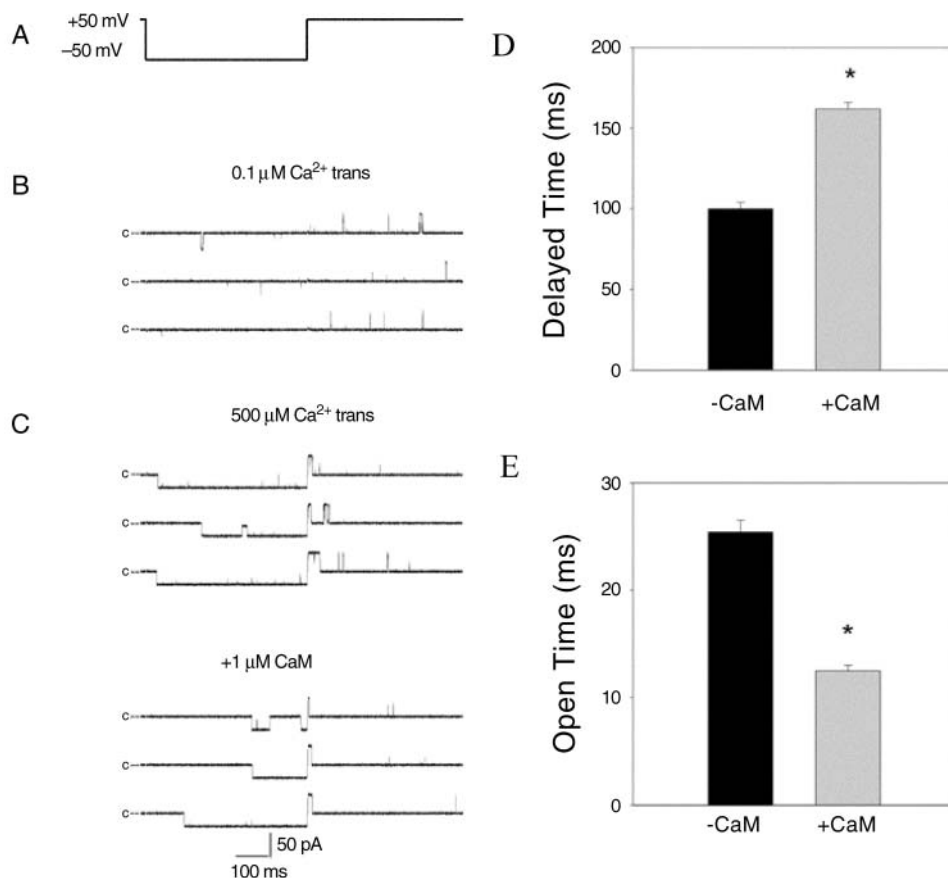 A
+50 mV
–50 mV
B
0.1 µM Ca²⁺ trans
c
c
c
C
500 µM Ca²⁺ trans
c
c
c
+1 µM CaM
c
c
c
50 pA
100 ms
D
Delayed Time (ms)
200
150
100
50
0
*
-CaM +CaM
E
Open Time (ms)
30
20
10
0
*
-CaM +CaM